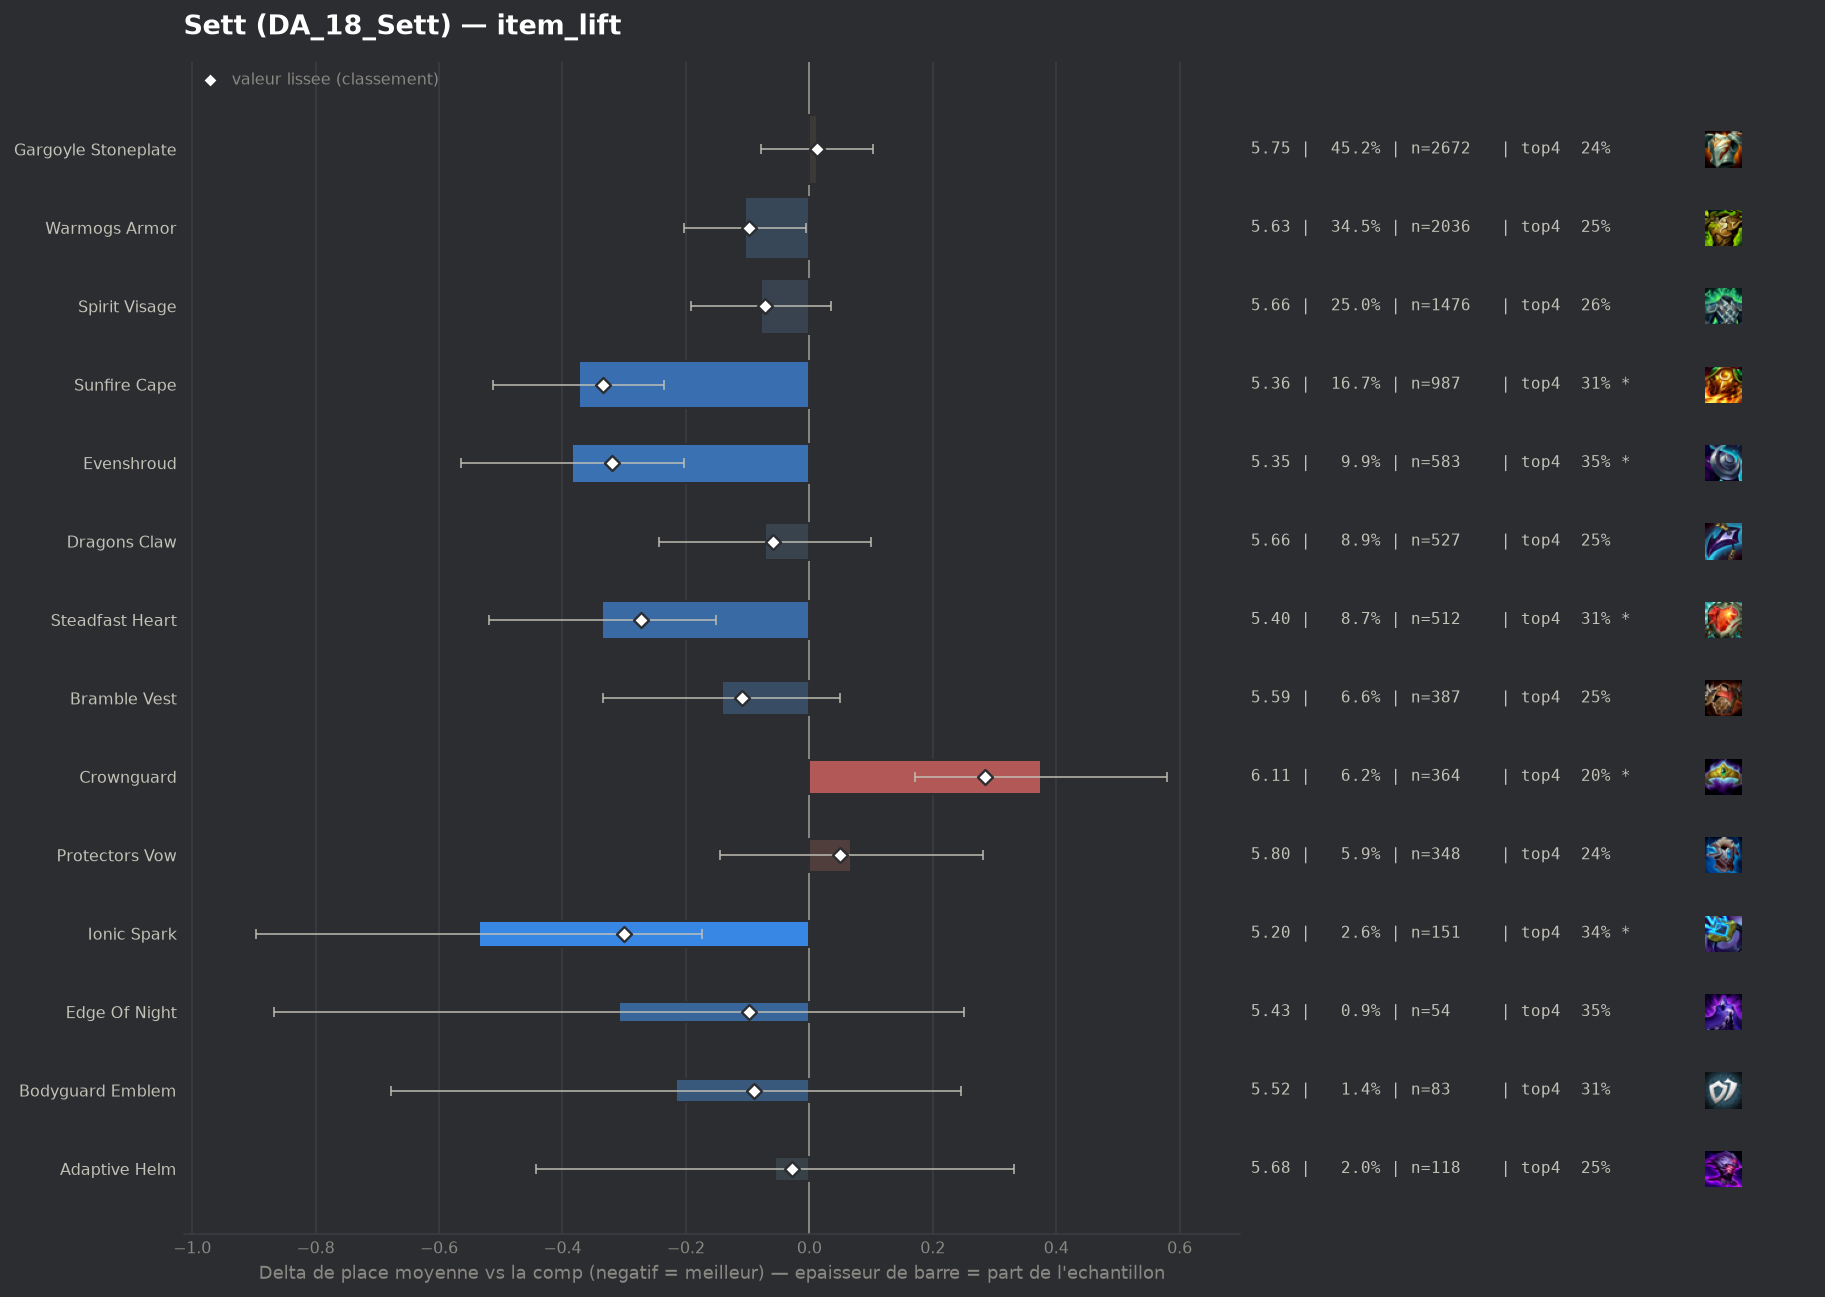 Sett (DA_18_Sett) — item_lift
valeur lissee (classement)
Gargoyle Stoneplate 5.75 | 45.2% | n=2672 | top4 24%
Warmogs Armor 5.63 | 34.5% | n=2036 | top4 25%
Spirit Visage 5.66 | 25.0% | n=1476 | top4 26%
Sunfire Cape 5.36 | 16.7% | n=987 | top4 31% *
Evenshroud 5.35 | 9.9% | n=583 | top4 35% *
Dragons Claw 5.66 | 8.9% | n=527 | top4 25%
Steadfast Heart 5.40 | 8.7% | n=512 | top4 31% *
Bramble Vest 5.59 | 6.6% | n=387 | top4 25%
Crownguard 6.11 | 6.2% | n=364 | top4 20% *
Protectors Vow 5.80 | 5.9% | n=348 | top4 24%
Ionic Spark 5.20 | 2.6% | n=151 | top4 34% *
Edge Of Night 5.43 | 0.9% | n=54 | top4 35%
Bodyguard Emblem 5.52 | 1.4% | n=83 | top4 31%
Adaptive Helm 5.68 | 2.0% | n=118 | top4 25%
−1.0 −0.8 −0.6 −0.4 −0.2 0.0 0.2 0.4 0.6
Delta de place moyenne vs la comp (negatif = meilleur) — epaisseur de barre = part de l'echantillon